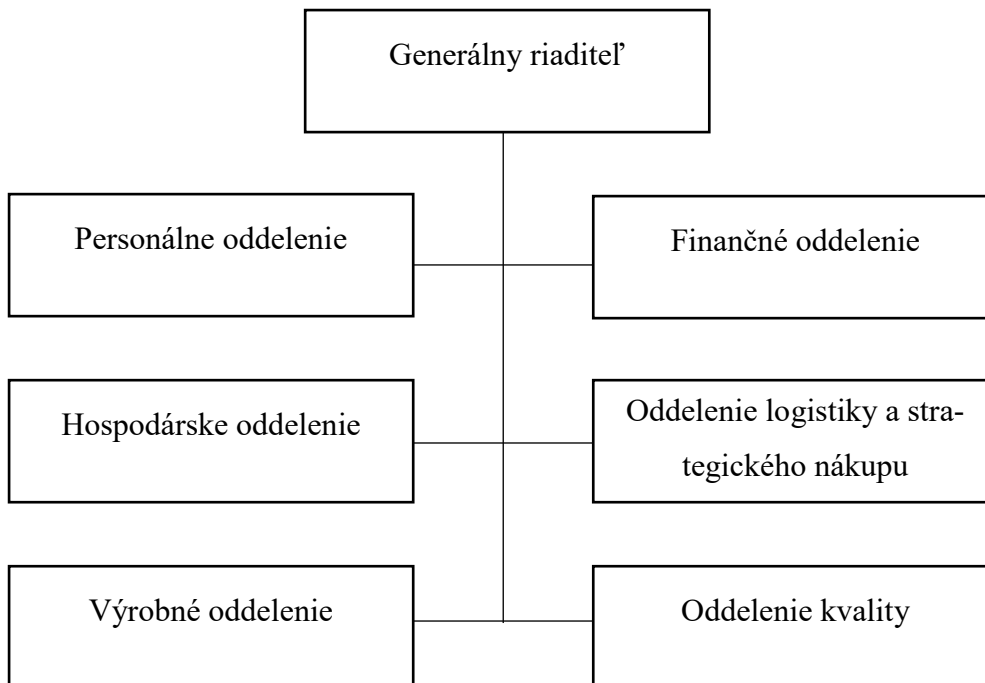 Generálny riaditeľ
Personálne oddelenie
Finančné oddelenie
Hospodárske oddelenie
Oddelenie logistiky a stra-
tegického nákupu
Výrobné oddelenie
Oddelenie kvality